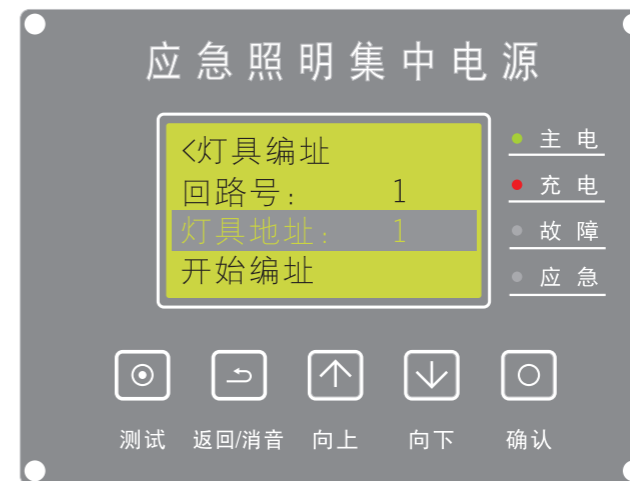 应急照明集中电源
<灯具编址
回路号： 1
灯具地址： 1
开始编址
主电
充电
故障
应急
测试 返回/消音 向上 向下 确认